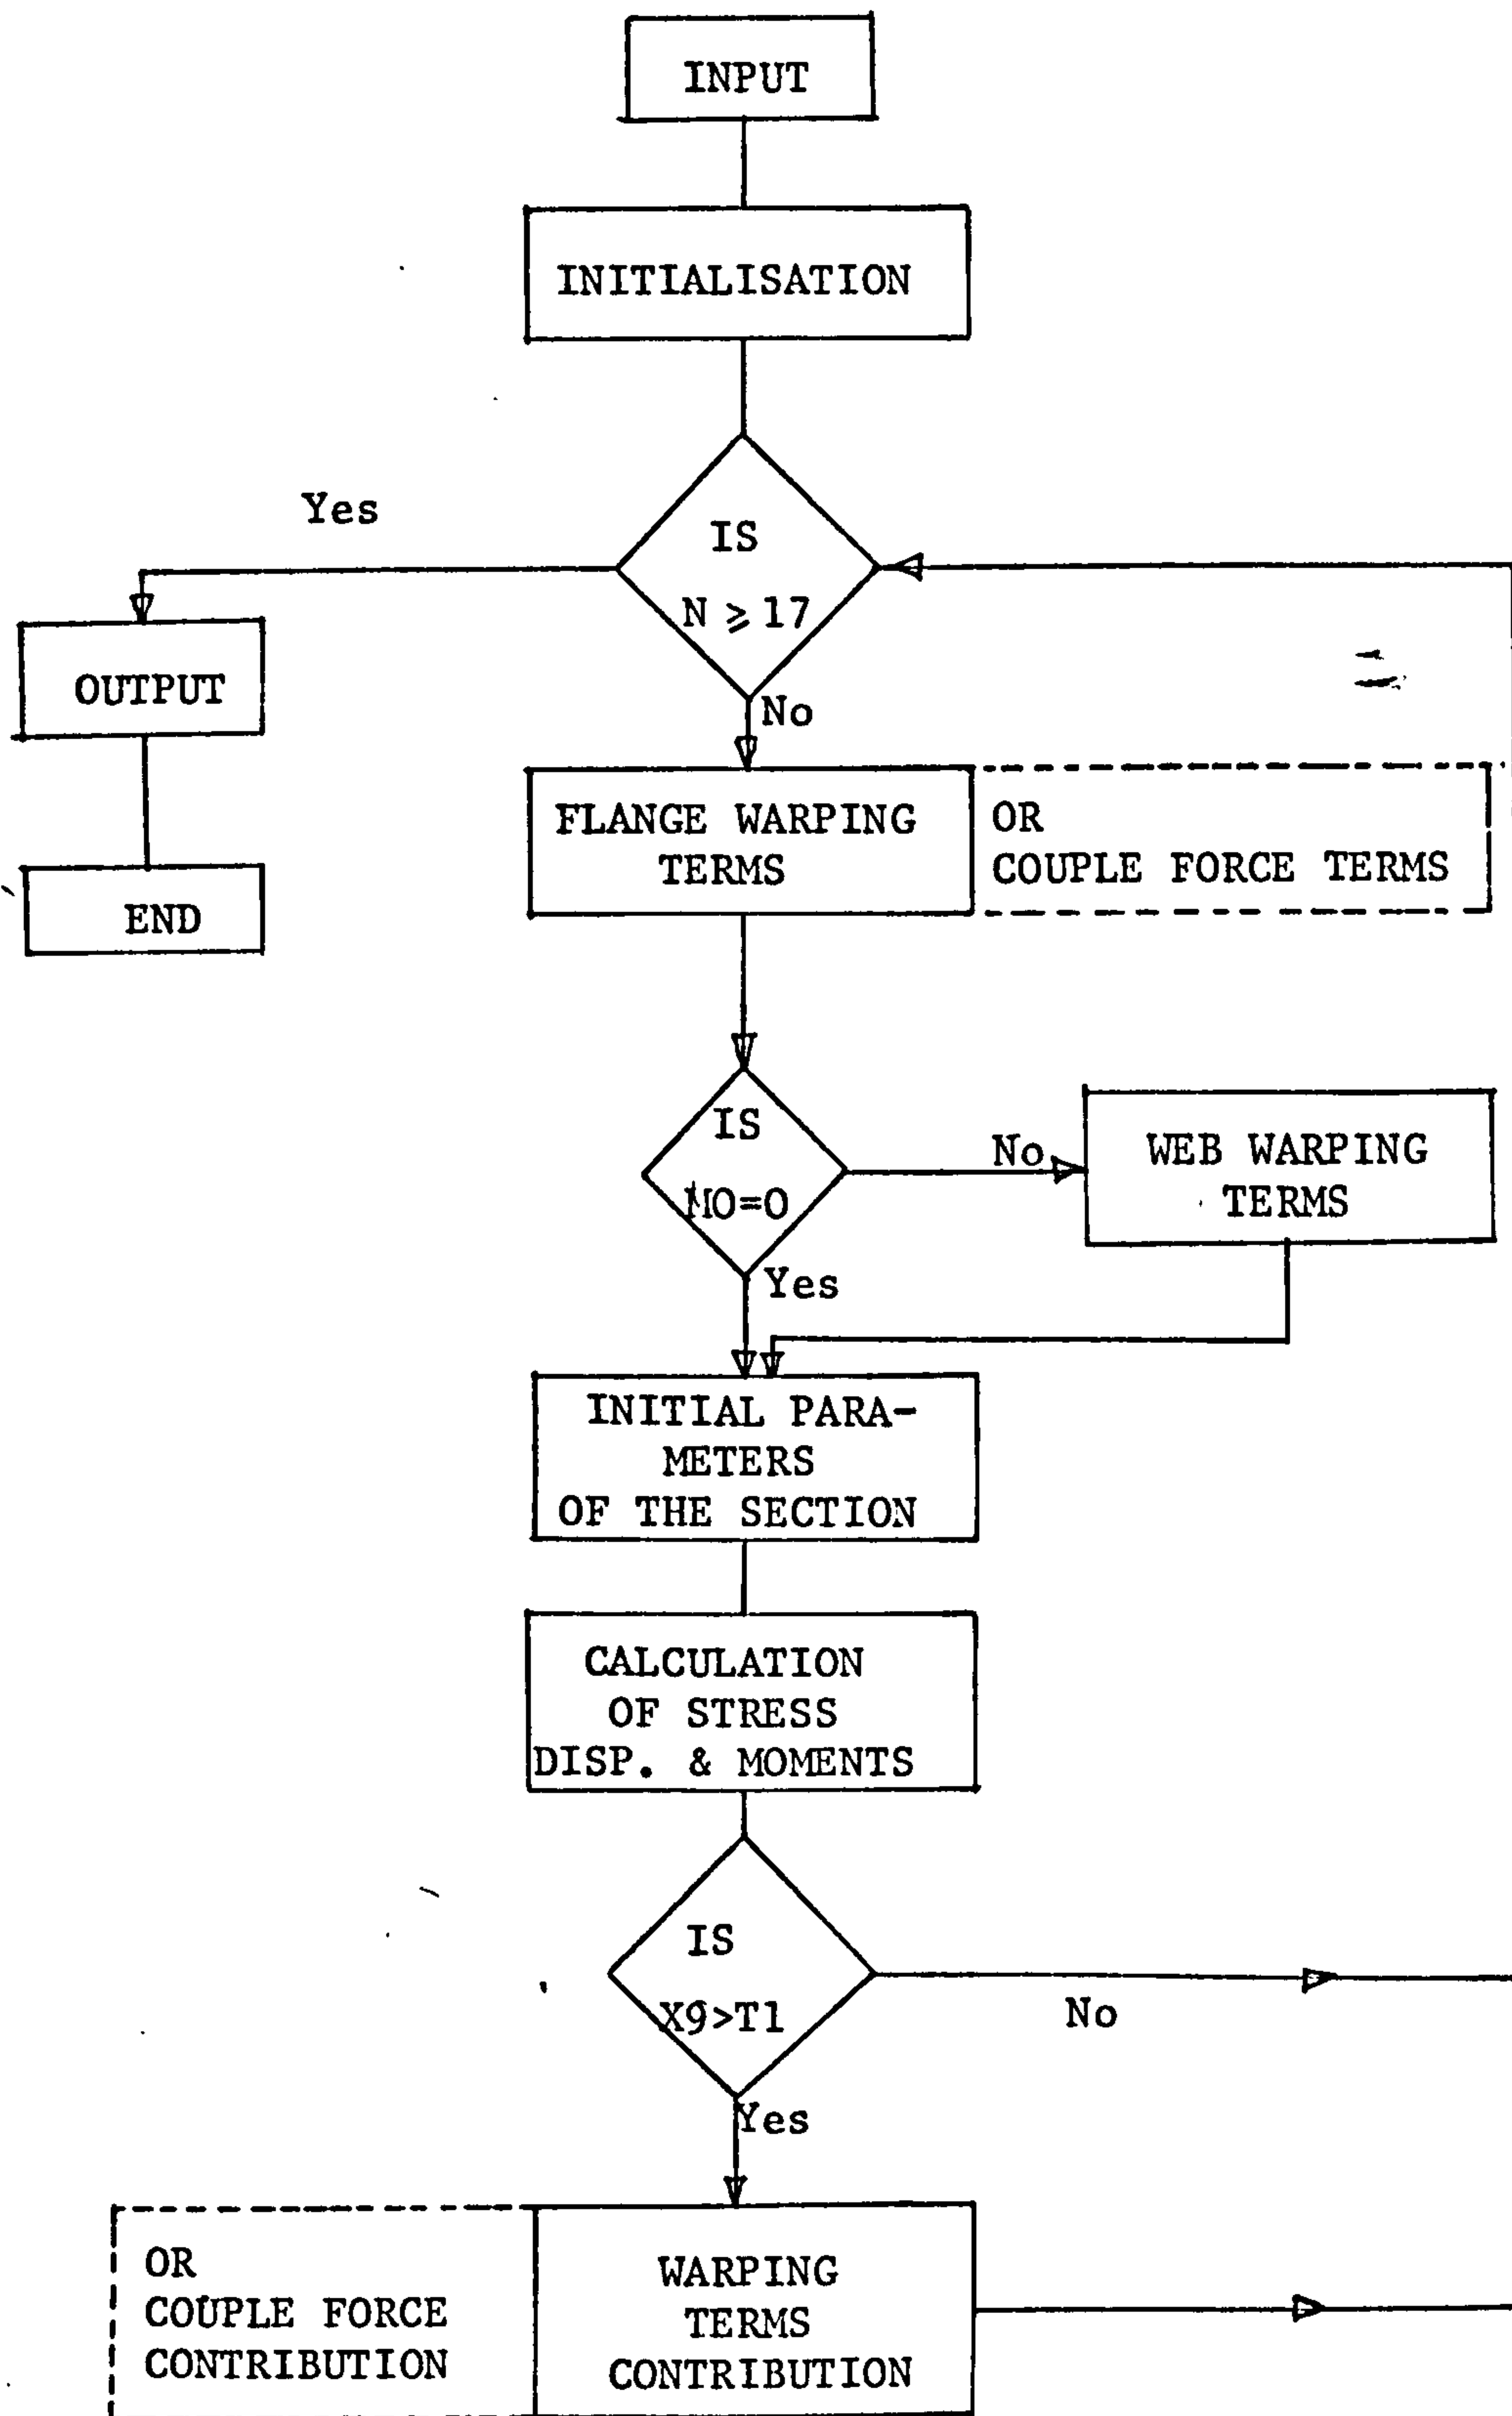 INPUT
INITIALISATION
Yes
IS
N ⩾ 17
OUTPUT
No
FLANGE WARPING
TERMS
OR
COUPLE FORCE TERMS
END
IS
MO=O
No
WEB WARPING
TERMS
Yes
INITIAL PARA-
METERS
OF THE SECTION
CALCULATION
OF STRESS
DISP. & MOMENTS
IS
X9>T1
No
Yes
OR
COUPLE FORCE
CONTRIBUTION
WARPING
TERMS
CONTRIBUTION